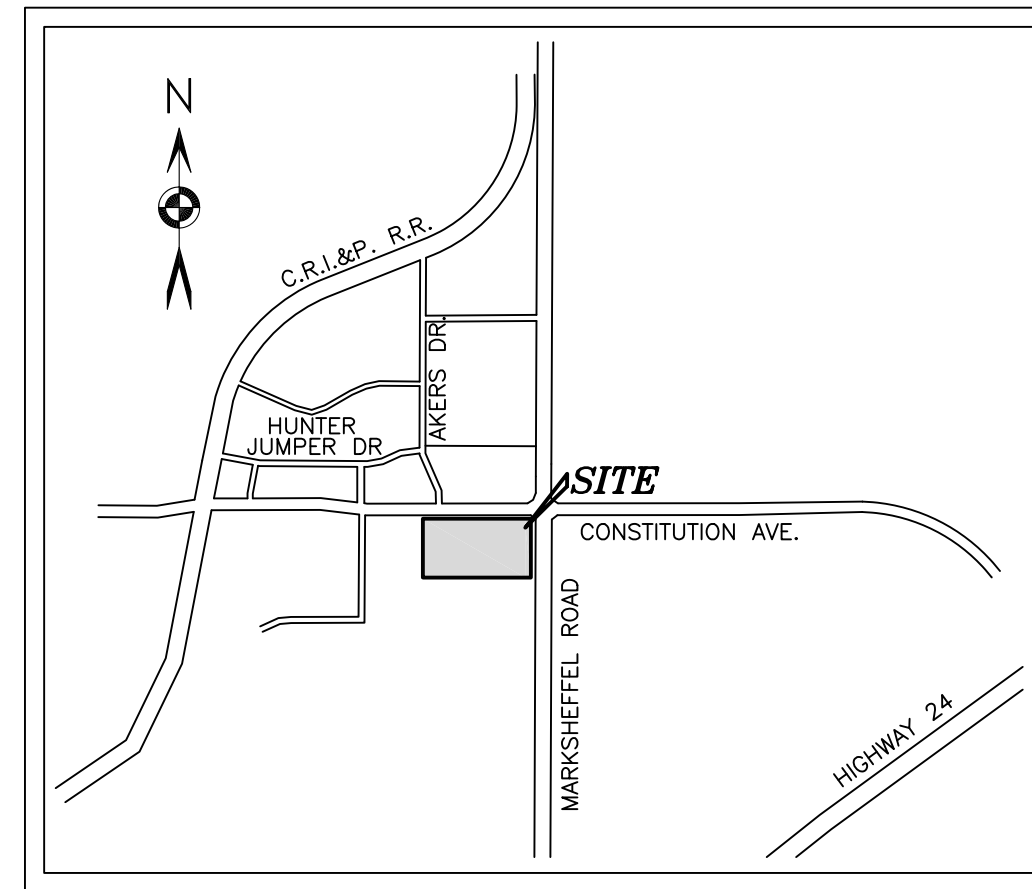 N
C.R.I.&P. R.R.
AKERS DR.
HUNTER
JUMPER DR
SITE
CONSTITUTION AVE.
MARKSHEFFEL ROAD
HIGHWAY 24